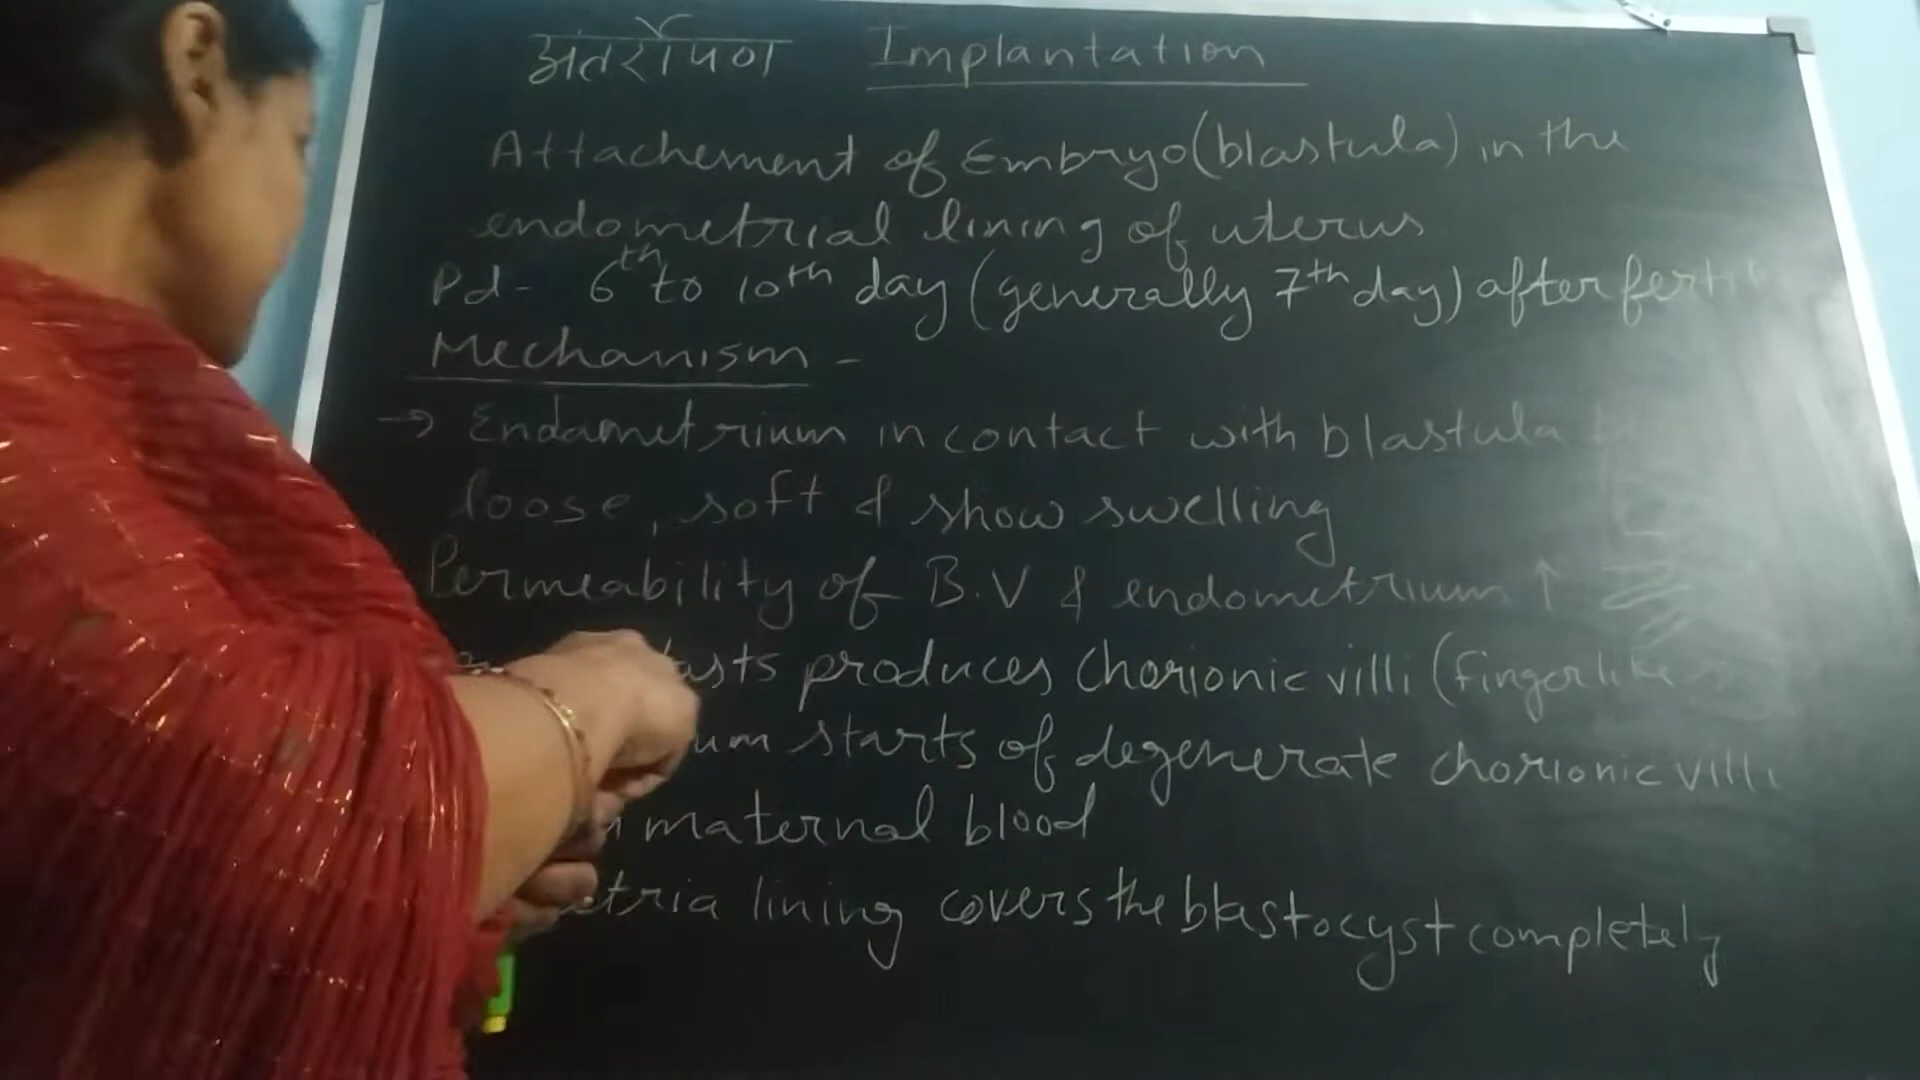 अंतर्रोपण Implantation
Attachement of Embryo (blastula) in the
endometrial lining of uterus
Pd - 6th to 10th day (generally 7th day) after
Mechanism -
→ Endametrium in contact with blastula
loose, soft & show swelling
Permeability of B.V & endometrium ↑
produces chorionic villi (fingerlike
starts of degenerate chorionic villi
maternal blood
lining covers the blastocyst completely